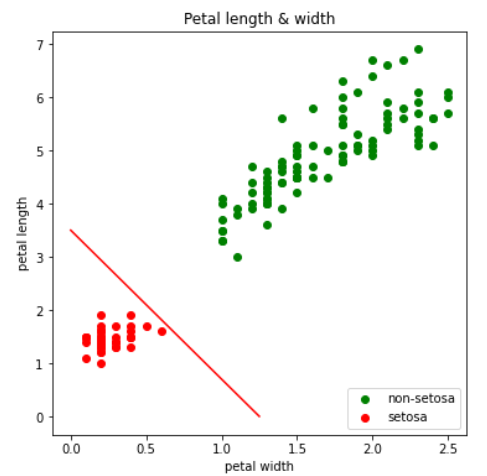 Petal length & width
7
6
5
4
3
2
1
0
petal length
0.0 0.5 1.0 1.5 2.0 2.5
petal width
non-setosa
setosa